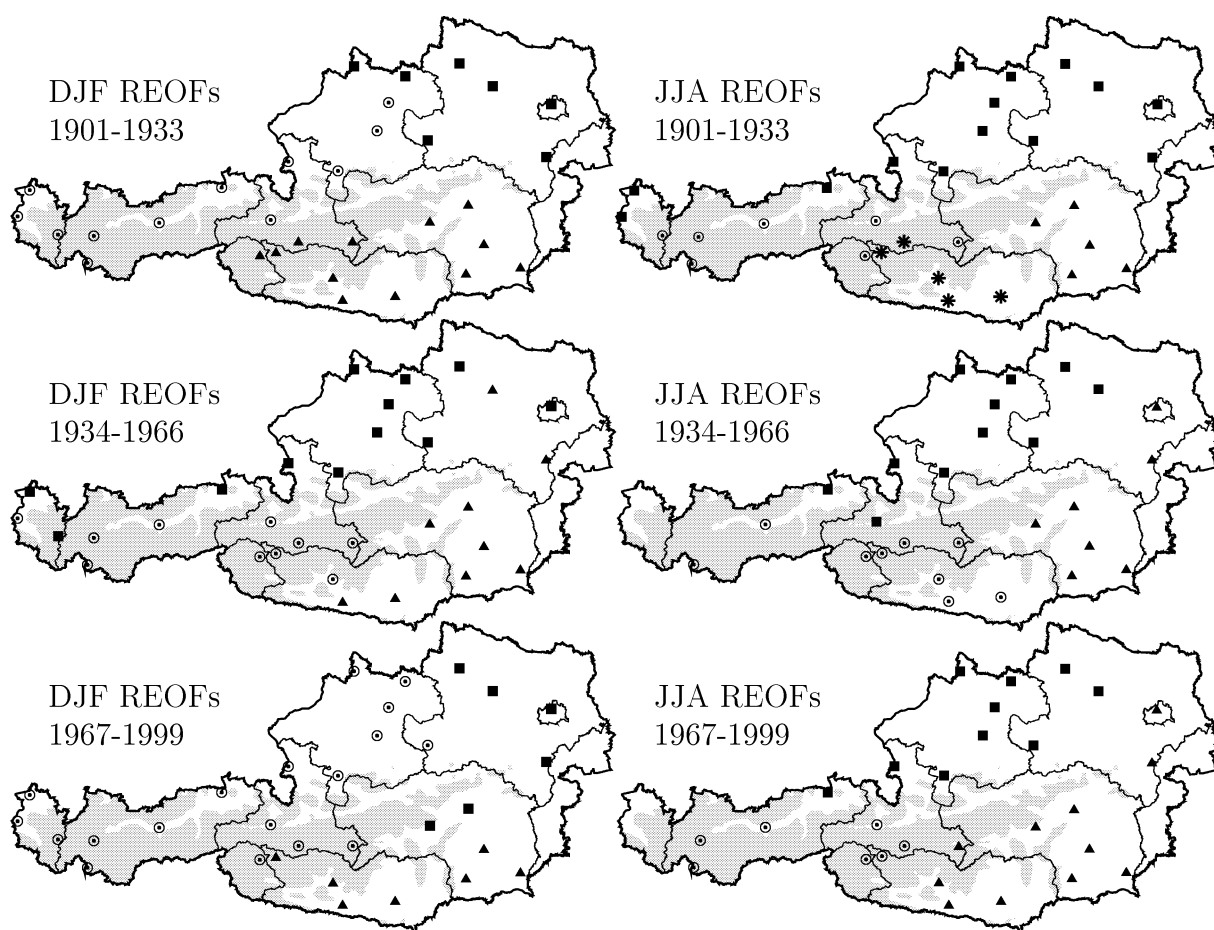 DJF REOFs
1901-1933
JJA REOFs
1901-1933
DJF REOFs
1934-1966
JJA REOFs
1934-1966
DJF REOFs
1967-1999
JJA REOFs
1967-1999